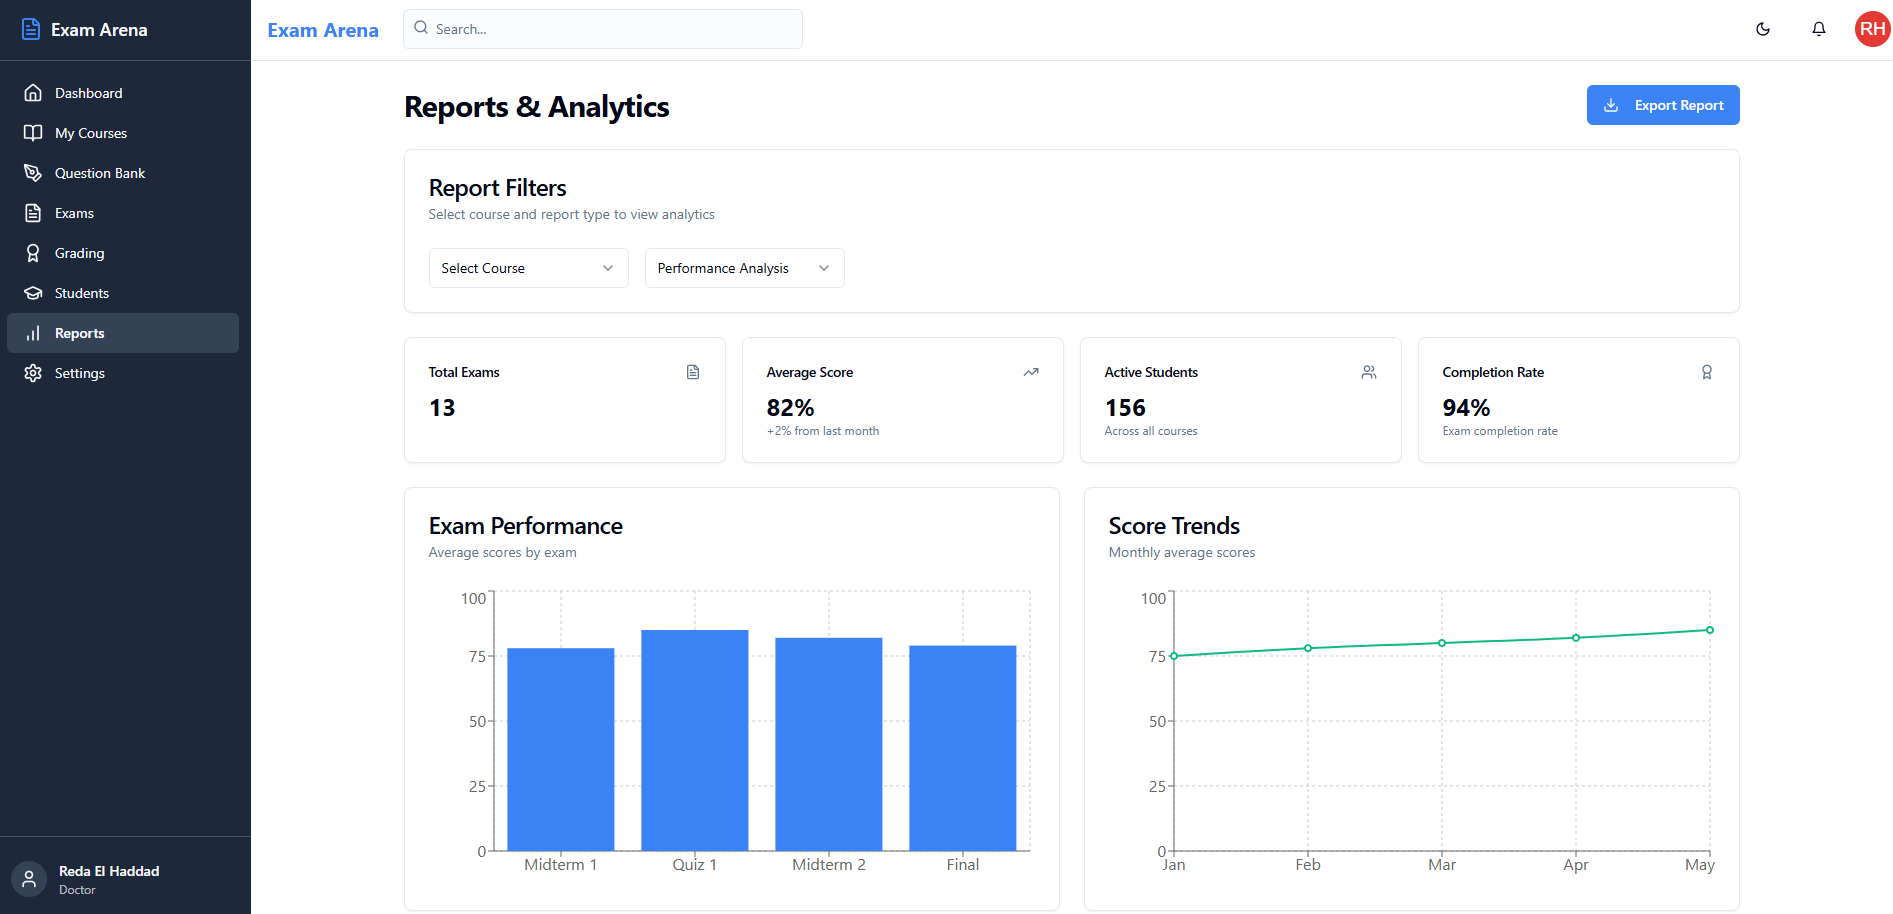 Exam Arena
Dashboard
My Courses
Question Bank
Exams
Grading
Students
Reports
Settings
Reda El Haddad
Doctor
Exam Arena
Search...
RH
Reports & Analytics
Export Report
Report Filters
Select course and report type to view analytics
Select Course
Performance Analysis
Total Exams
13
Average Score
82%
+2% from last month
Active Students
156
Across all courses
Completion Rate
94%
Exam completion rate
Exam Performance
Average scores by exam
100
75
50
25
0
Midterm 1 Quiz 1 Midterm 2 Final
Score Trends
Monthly average scores
100
75
50
25
0
Jan Feb Mar Apr May